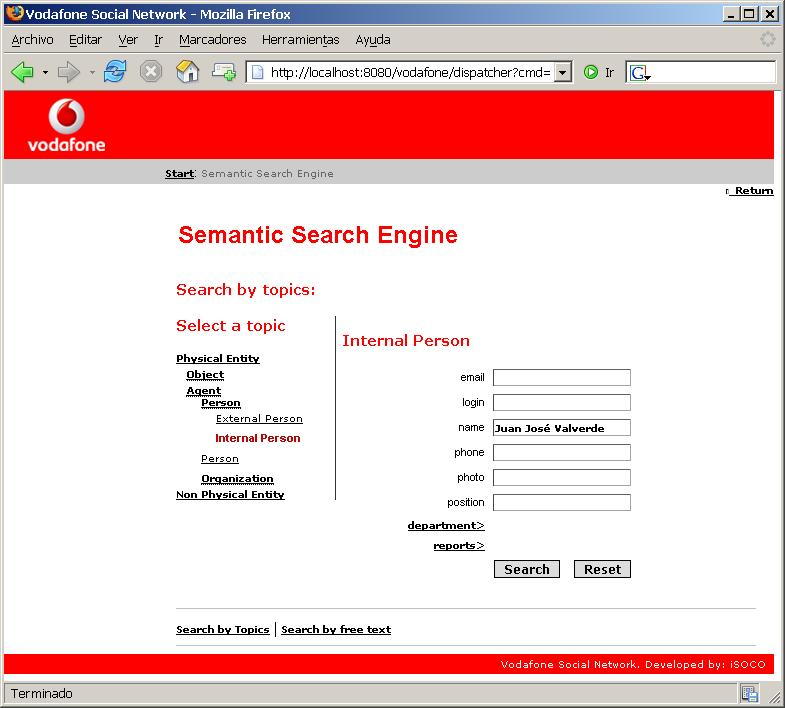 Vodafone Social Network - Mozilla Firefox
Archivo Editar Ver Ir Marcadores Herramientas Ayuda
http://localhost:8080/vodafone/dispatcher?cmd= Ir G
vodafone
Start: Semantic Search Engine
Return
Semantic Search Engine
Search by topics:
Select a topic
Physical Entity
Object
Agent
Person
External Person
Internal Person
Person
Organization
Non Physical Entity
Internal Person
email
login
name Juan José Valverde
phone
photo
position
department>
reports>
Search Reset
Search by Topics | Search by free text
Vodafone Social Network. Developed by: iSOCO
Terminado